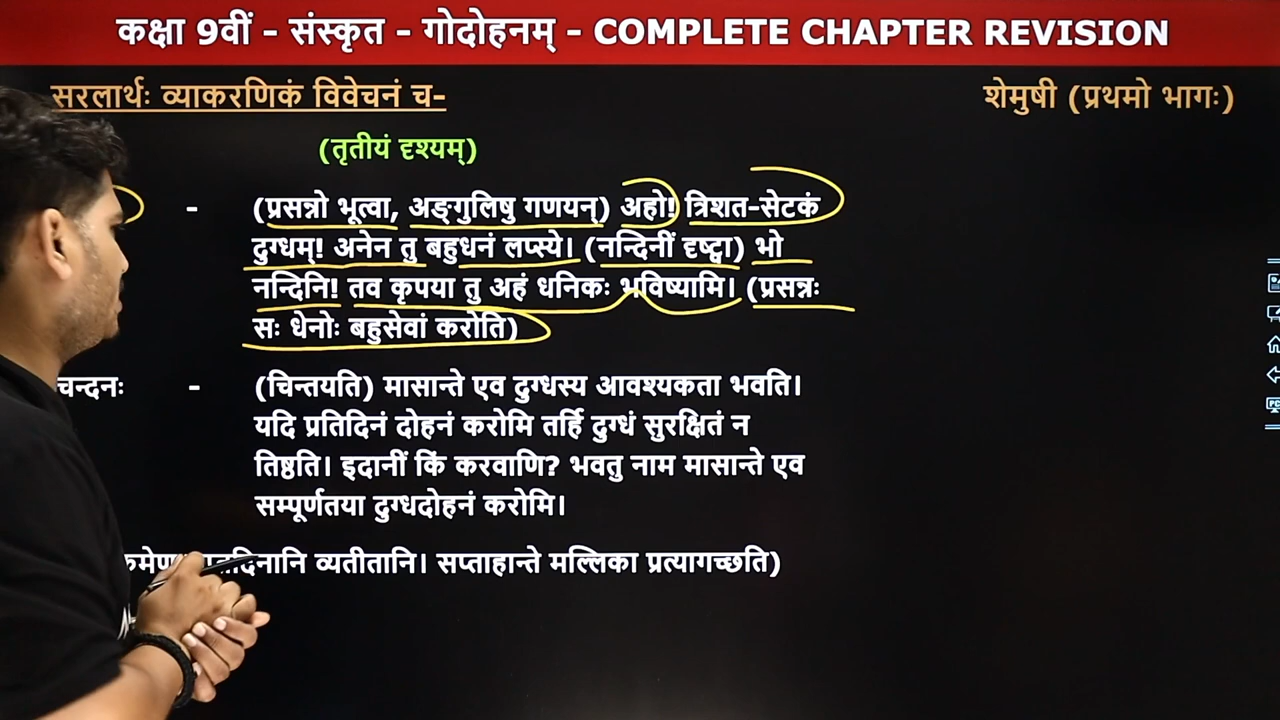 कक्षा 9वीं - संस्कृत - गोदोहनम् - COMPLETE CHAPTER REVISION
सरलार्थः व्याकरणिकं विवेचनं च-
शेमुषी (प्रथमो भागः)
(तृतीयं दृश्यम्)
- (प्रसन्नो भूत्वा, अङ्गुलिषु गणयन्) अहो! त्रिशत-सेटकं
दुग्धम्! अनेन तु बहुधनं लप्स्ये। (नन्दिनीं दृष्ट्वा) भो
नन्दिनि! तव कृपया तु अहं धनिकः भविष्यामि। (प्रसन्नः
सः धेनोः बहुसेवां करोति)
चन्दनः - (चिन्तयति) मासान्ते एव दुग्धस्य आवश्यकता भवति।
यदि प्रतिदिनं दोहनं करोमि तर्हि दुग्धं सुरक्षितं न
तिष्ठति। इदानीं किं करवाणि? भवतु नाम मासान्ते एव
सम्पूर्णतया दुग्धदोहनं करोमि।
व्यतीतानि। सप्ताहान्ते मल्लिका प्रत्यागच्छति)